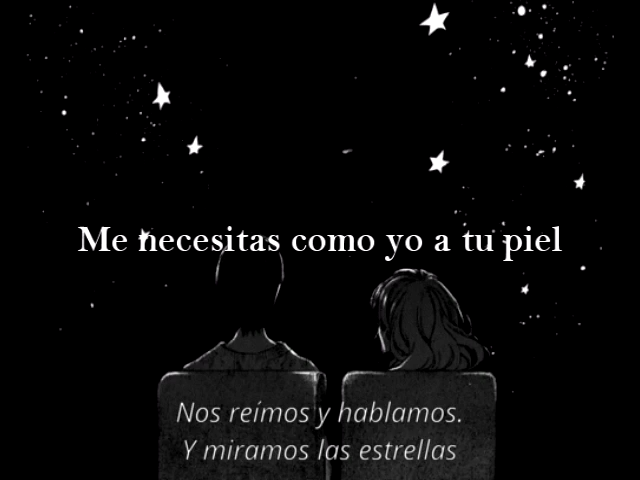 Me necesitas como yo a tu piel
Nos reímos y hablamos.
Y miramos las estrellas